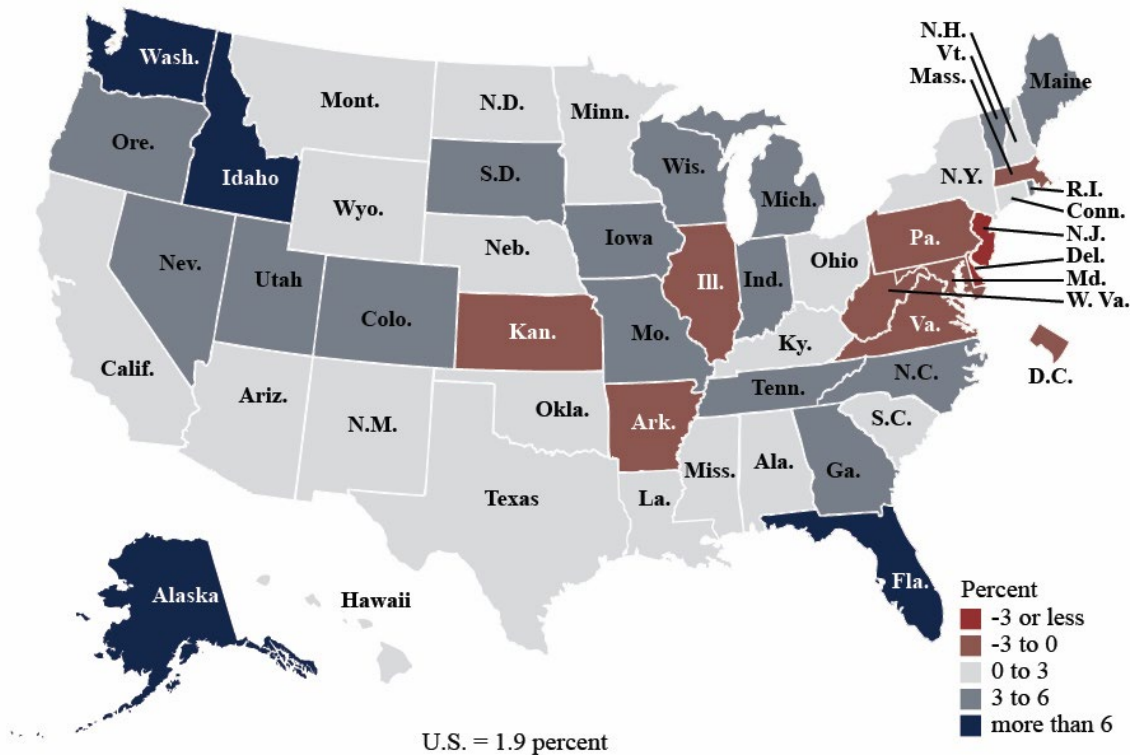 N.H.
Vt.
Mass.
Wash.
Mont.
N.D.
Minn.
Maine
Ore.
Idaho
S.D.
Wis.
Mich.
N.Y.
R.I.
Conn.
N.J.
Del.
Md.
W. Va.
Wyo.
Iowa
Neb.
Nev.
Utah
Colo.
Ill.
Ind.
Ohio
Pa.
Calif.
Kan.
Mo.
Ky.
Va.
D.C.
Ariz.
N.M.
Okla.
Ark.
Tenn.
N.C.
S.C.
Texas
La.
Miss.
Ala.
Ga.
Fla.
Alaska
Hawaii
Percent
-3 or less
-3 to 0
0 to 3
3 to 6
more than 6
U.S. = 1.9 percent